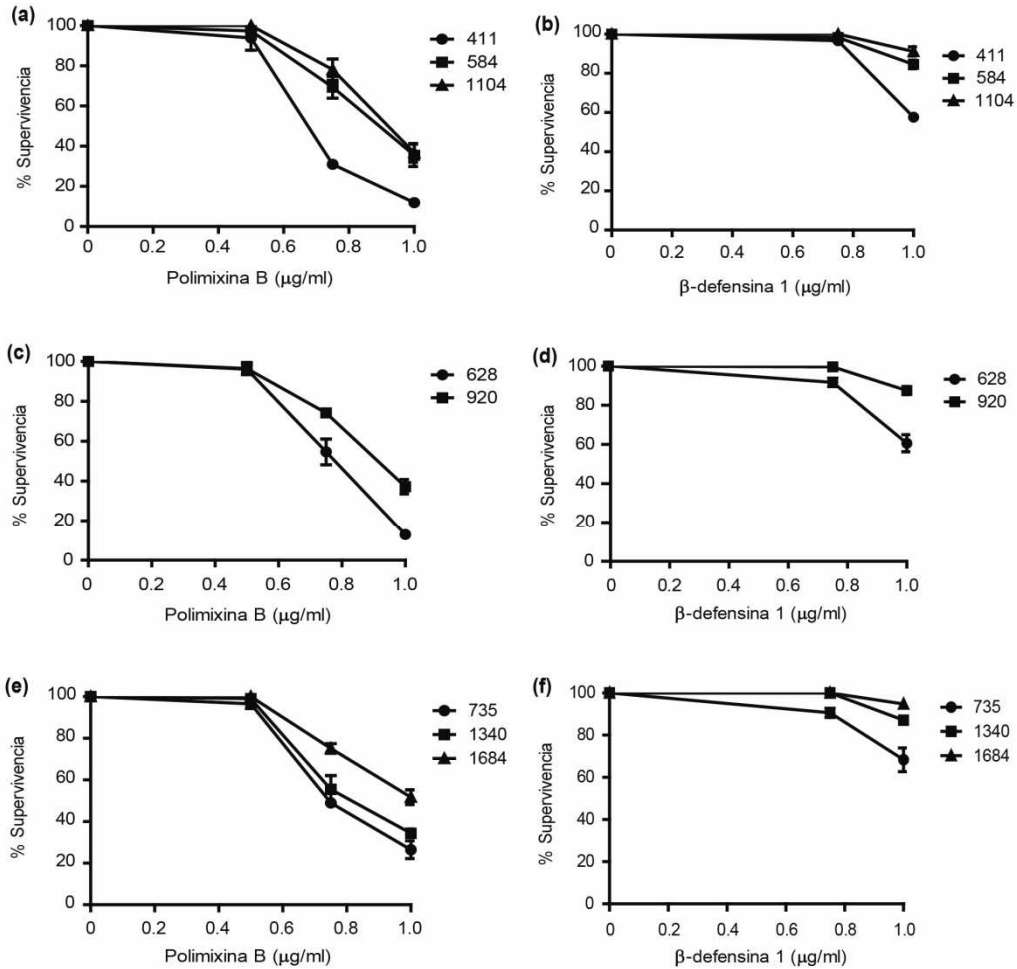 (a)
100
80
60
40
20
0
% Supervivencia
0 0.2 0.4 0.6 0.8 1.0
Polimixina B (μg/ml)
411
584
1104
(b)
100
80
60
40
20
0
% Supervivencia
0 0.2 0.4 0.6 0.8 1.0
β-defensina 1 (μg/ml)
411
584
1104
(c)
100
80
60
40
20
0
% Supervivencia
0 0.2 0.4 0.6 0.8 1.0
Polimixina B (μg/ml)
628
920
(d)
100
80
60
40
20
0
% Supervivencia
0 0.2 0.4 0.6 0.8 1.0
β-defensina 1 (μg/ml)
628
920
(e)
100
80
60
40
20
0
% Supervivencia
0 0.2 0.4 0.6 0.8 1.0
Polimixina B (μg/ml)
735
1340
1684
(f)
100
80
60
40
20
0
% Supervivencia
0 0.2 0.4 0.6 0.8 1.0
β-defensina 1 (μg/ml)
735
1340
1684